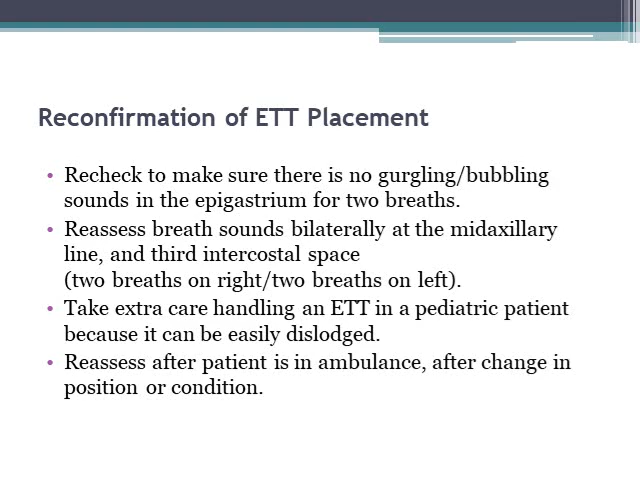 Reconfirmation of ETT Placement
• Recheck to make sure there is no gurgling/bubbling
sounds in the epigastrium for two breaths.
• Reassess breath sounds bilaterally at the midaxillary
line, and third intercostal space
(two breaths on right/two breaths on left).
• Take extra care handling an ETT in a pediatric patient
because it can be easily dislodged.
• Reassess after patient is in ambulance, after change in
position or condition.